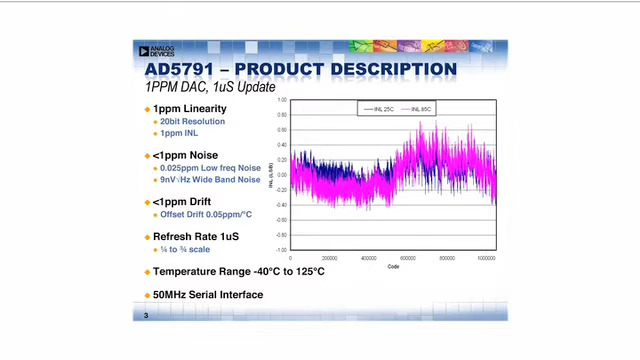 ANALOG
DEVICES
AD5791 – PRODUCT DESCRIPTION
1PPM DAC, 1uS Update
1ppm Linearity
20bit Resolution
1ppm INL
<1ppm Noise
0.025ppm Low freq Noise
9nV√Hz Wide Band Noise
<1ppm Drift
Offset Drift 0.05ppm/°C
Refresh Rate 1uS
¼ to ¾ scale
Temperature Range -40°C to 125°C
50MHz Serial Interface
INL 25C INL 85C
1.00
0.80
0.60
0.40
0.20
0.00
-0.20
-0.40
-0.60
-0.80
-1.00
INL (LSB)
0 200000 400000 600000 800000 1000000
Code
3